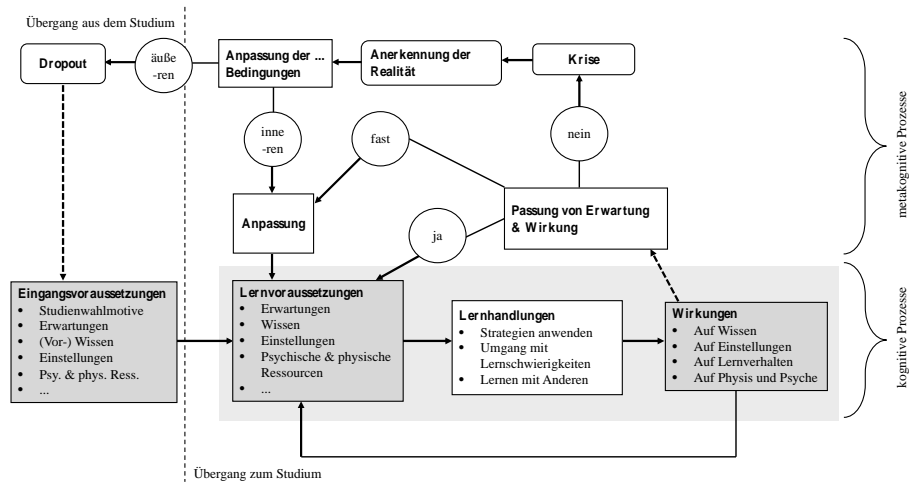 Übergang aus dem Studium
Dropout
äuße
-ren
Anpassung der ...
Bedingungen
Anerkennung der
Realität
Krise
inne
-ren
fast
nein
Anpassung
ja
Passung von Erwartung
& Wirkung
metakognitive Prozesse
Eingangsvoraussetzungen
• Studienwahlmotive
• Erwartungen
• (Vor-) Wissen
• Einstellungen
• Psy. & phys. Ress.
• ...
Lernvoraussetzungen
• Erwartungen
• Wissen
• Einstellungen
• Psychische & physische
Ressourcen
• ...
Lernhandlungen
• Strategien anwenden
• Umgang mit
Lernschwierigkeiten
• Lernen mit Anderen
Wirkungen
• Auf Wissen
• Auf Einstellungen
• Auf Lernverhalten
• Auf Physis und Psyche
kognitive Prozesse
Übergang zum Studium